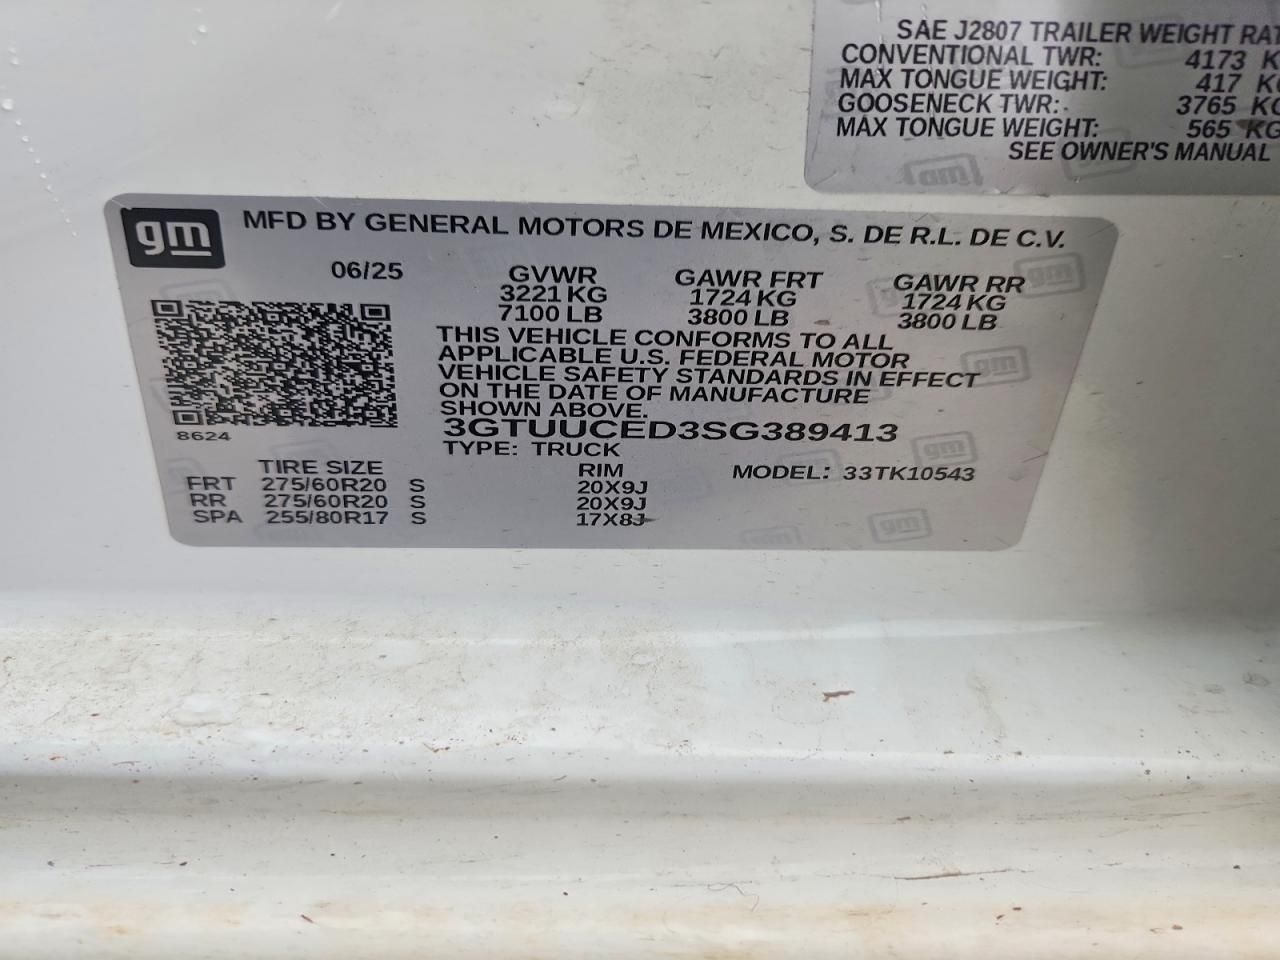 SAE J2807 TRAILER WEIGHT
CONVENTIONAL TWR: 4173
MAX TONGUE WEIGHT: 417
GOOSENECK TWR: 3765 KG
MAX TONGUE WEIGHT: 565 KG
SEE OWNER'S MANUAL
gm
gm MFD BY GENERAL MOTORS DE MEXICO, S. DE R.L. DE C.V.
06/25 GVWR GAWR FRT GAWR RR
3221 KG 1724 KG 1724 KG
7100 LB 3800 LB 3800 LB
THIS VEHICLE CONFORMS TO ALL
APPLICABLE U.S. FEDERAL MOTOR
VEHICLE SAFETY STANDARDS IN EFFECT
ON THE DATE OF MANUFACTURE
SHOWN ABOVE.
8624 3GTUUCED3SG389413
TYPE: TRUCK
TIRE SIZE RIM MODEL: 33TK10543
FRT 275/60R20 S 20X9J
RR 275/60R20 S 20X9J
SPA 255/80R17 S 17X8J